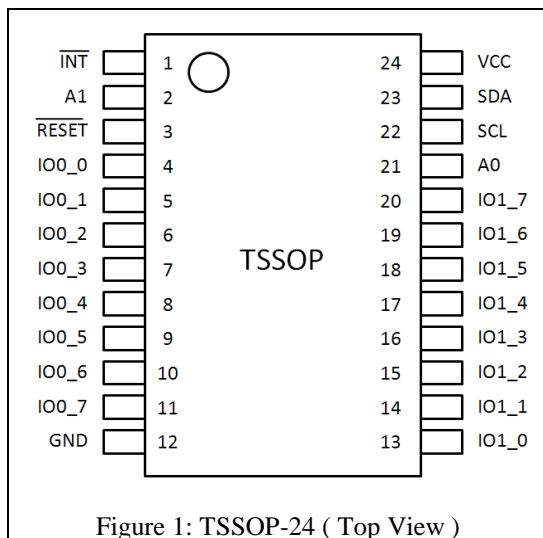 INT 1 24 VCC
A1 2 23 SDA
RESET 3 22 SCL
IO0_0 4 21 A0
IO0_1 5 20 IO1_7
IO0_2 6 19 IO1_6
IO0_3 7 TSSOP 18 IO1_5
IO0_4 8 17 IO1_4
IO0_5 9 16 IO1_3
IO0_6 10 15 IO1_2
IO0_7 11 14 IO1_1
GND 12 13 IO1_0
Figure 1: TSSOP-24 ( Top View )